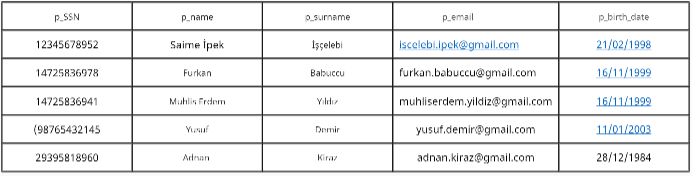 p_SSN p_name p_surname p_email p_birth_date
12345678952 Saime İpek İşçelebi iscelebi.ipek@gmail.com 21/02/1998
14725836978 Furkan Babuccu furkan.babuccu@gmail.com 16/11/1999
14725836941 Muhlis Erdem Yıldız muhliserdem.yildiz@gmail.com 16/11/1999
(98765432145 Yusuf Demir yusuf.demir@gmail.com 11/01/2003
29395818960 Adnan Kiraz adnan.kiraz@gmail.com 28/12/1984